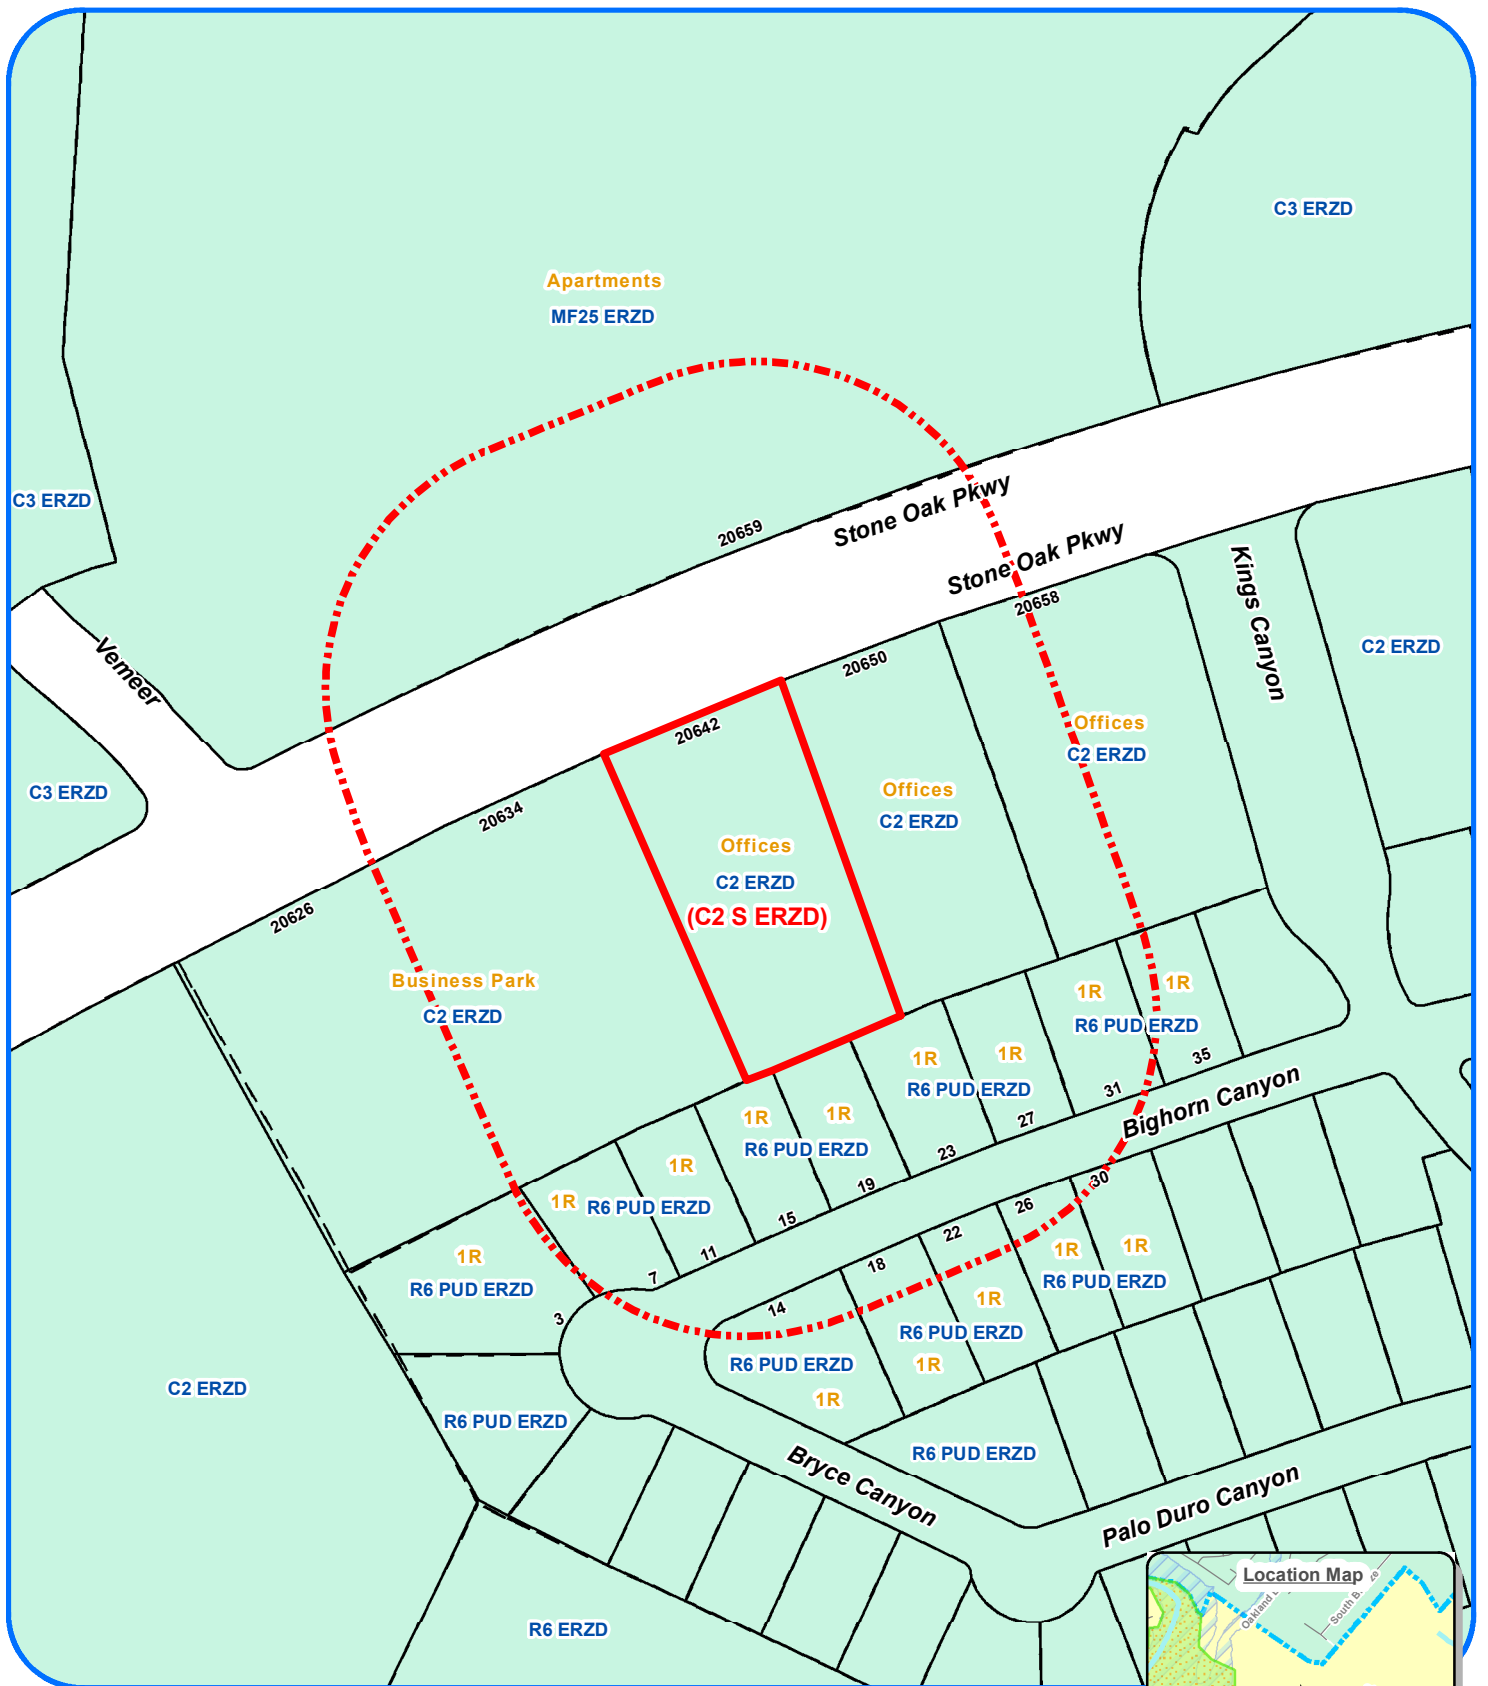 C3 ERZD
Apartments
MF25 ERZD
C3 ERZD
Stone Oak Pkwy
20659
Stone Oak Pkwy
Kings Canyon
20658
Vemeer
20650
C2 ERZD
20642
Offices
C2 ERZD
C3 ERZD
Offices
C2 ERZD
20634
Offices
C2 ERZD
(C2 S ERZD)
20626
Business Park
C2 ERZD
1R
1R
R6 PUD ERZD
35
1R
1R
R6 PUD ERZD
31
27
Bighorn Canyon
1R
1R
R6 PUD ERZD
23
19
1R
1R
R6 PUD ERZD
15
11
7
30
26
22
18
14
1R
R6 PUD ERZD
3
1R
1R
R6 PUD ERZD
1R
R6 PUD ERZD
1R
R6 PUD ERZD
1R
C2 ERZD
R6 PUD ERZD
R6 PUD ERZD
Bryce Canyon
Palo Duro Canyon
R6 ERZD
Location Map